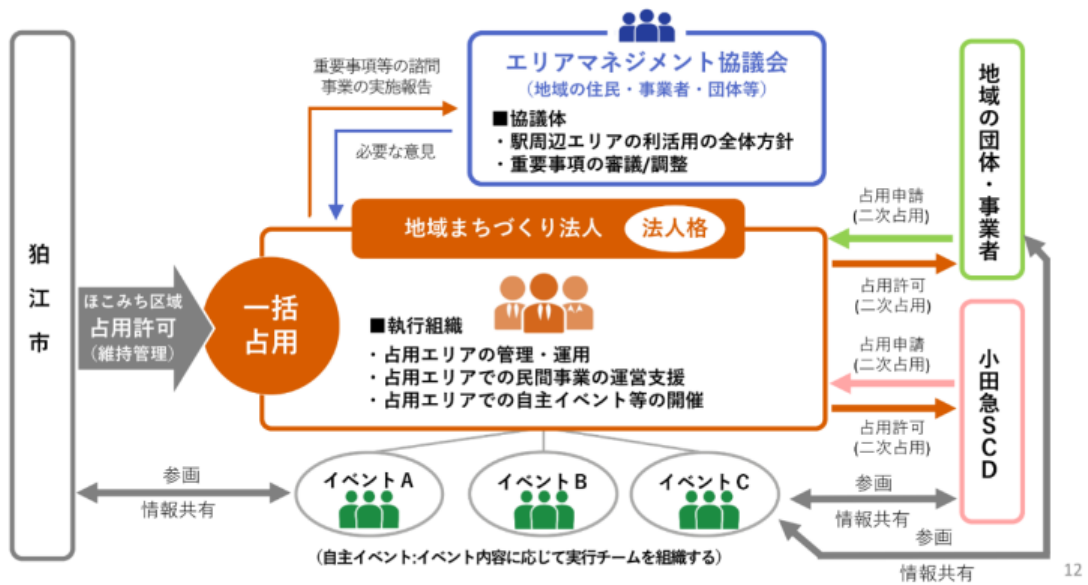 狛江市
ほこみち区域
占用許可
(維持管理)
一括
占用
重要事項等の諮問
事業の実施報告
必要な意見
エリアマネジメント協議会
(地域の住民・事業者・団体等)
■協議体
・駅周辺エリアの利活用の全体方針
・重要事項の審議/調整
地域まちづくり法人
法人格
■執行組織
・占用エリアの管理・運用
・占用エリアでの民間事業の運営支援
・占用エリアでの自主イベント等の開催
占用申請
(二次占用)
占用許可
(二次占用)
占用申請
(二次占用)
占用許可
(二次占用)
地域の団体・事業者
小田急SCD
参画
情報共有
イベントA
イベントB
イベントC
参画
情報共有
参画
情報共有
(自主イベント:イベント内容に応じて実行チームを組織する)
12